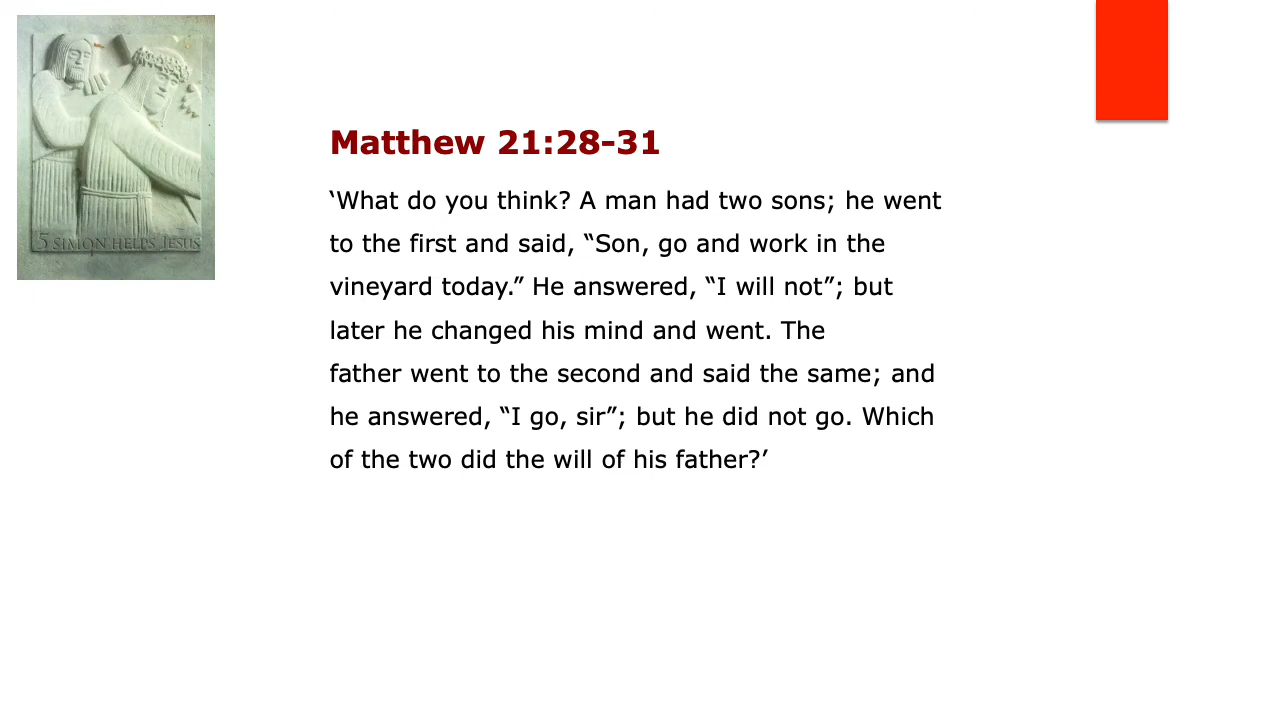 5 SIMON HELPS JESUS
Matthew 21:28-31
‘What do you think? A man had two sons; he went
to the first and said, “Son, go and work in the
vineyard today.” He answered, “I will not”; but
later he changed his mind and went. The
father went to the second and said the same; and
he answered, “I go, sir”; but he did not go. Which
of the two did the will of his father?’